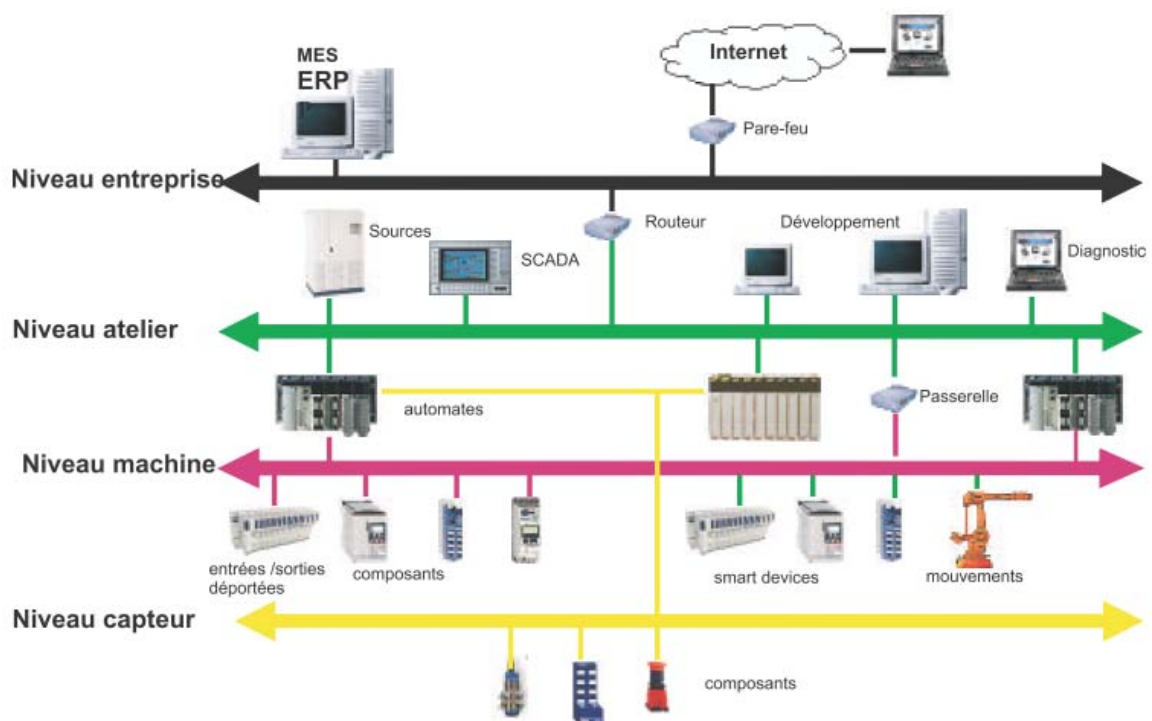 MES
ERP
Internet
Pare-feu
Niveau entreprise
Sources
SCADA
Routeur
Développement
Diagnostic
Niveau atelier
automates
Passerelle
Niveau machine
entrées /sorties
déportées
composants
smart devices
mouvements
Niveau capteur
composants